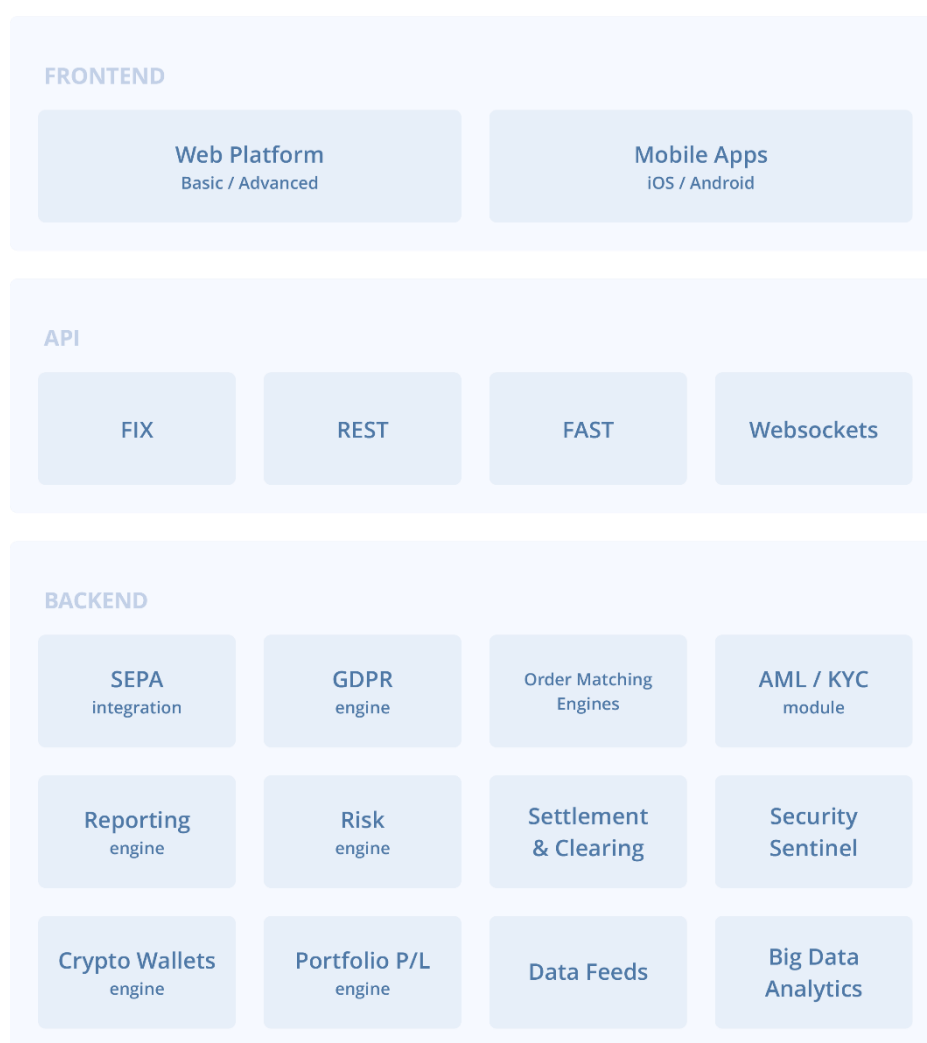 FRONTEND
Web Platform
Basic / Advanced
Mobile Apps
iOS / Android
API
FIX
REST
FAST
Websockets
BACKEND
SEPA
integration
GDPR
engine
Order Matching
Engines
AML / KYC
module
Reporting
engine
Risk
engine
Settlement
& Clearing
Security
Sentinel
Crypto Wallets
engine
Portfolio P/L
engine
Data Feeds
Big Data
Analytics